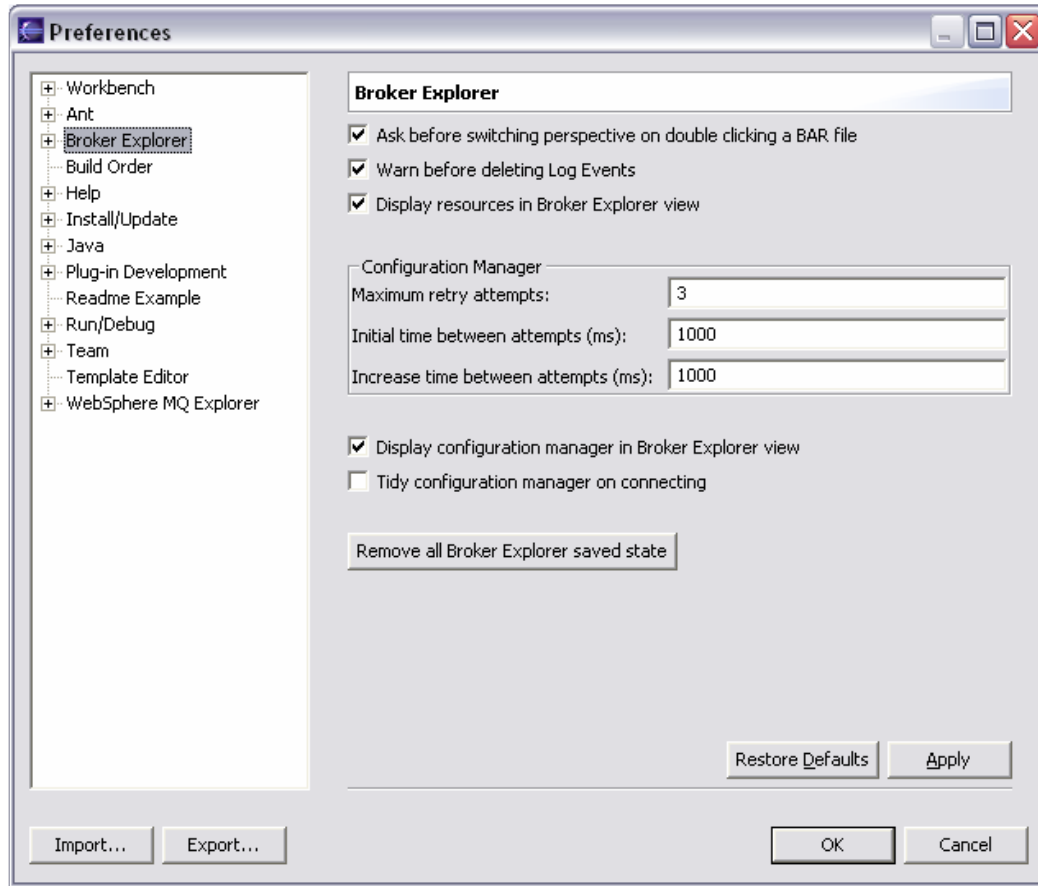 Preferences
Workbench
Ant
Broker Explorer
Build Order
Help
Install/Update
Java
Plug-in Development
Readme Example
Run/Debug
Team
Template Editor
WebSphere MQ Explorer
Broker Explorer
Ask before switching perspective on double clicking a BAR file
Warn before deleting Log Events
Display resources in Broker Explorer view
Configuration Manager
Maximum retry attempts: 3
Initial time between attempts (ms): 1000
Increase time between attempts (ms): 1000
Display configuration manager in Broker Explorer view
Tidy configuration manager on connecting
Remove all Broker Explorer saved state
Restore Defaults Apply
Import... Export... OK Cancel